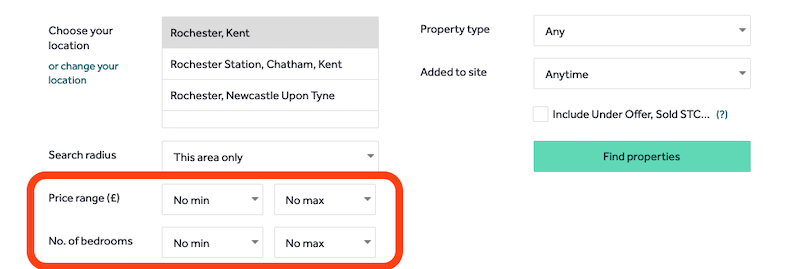 Choose your
location
or change your
location
Rochester, Kent
Rochester Station, Chatham, Kent
Rochester, Newcastle Upon Tyne
Search radius
This area only
Price range (£)
No min
No max
No. of bedrooms
No min
No max
Property type
Any
Added to site
Anytime
Include Under Offer, Sold STC... (?)
Find properties